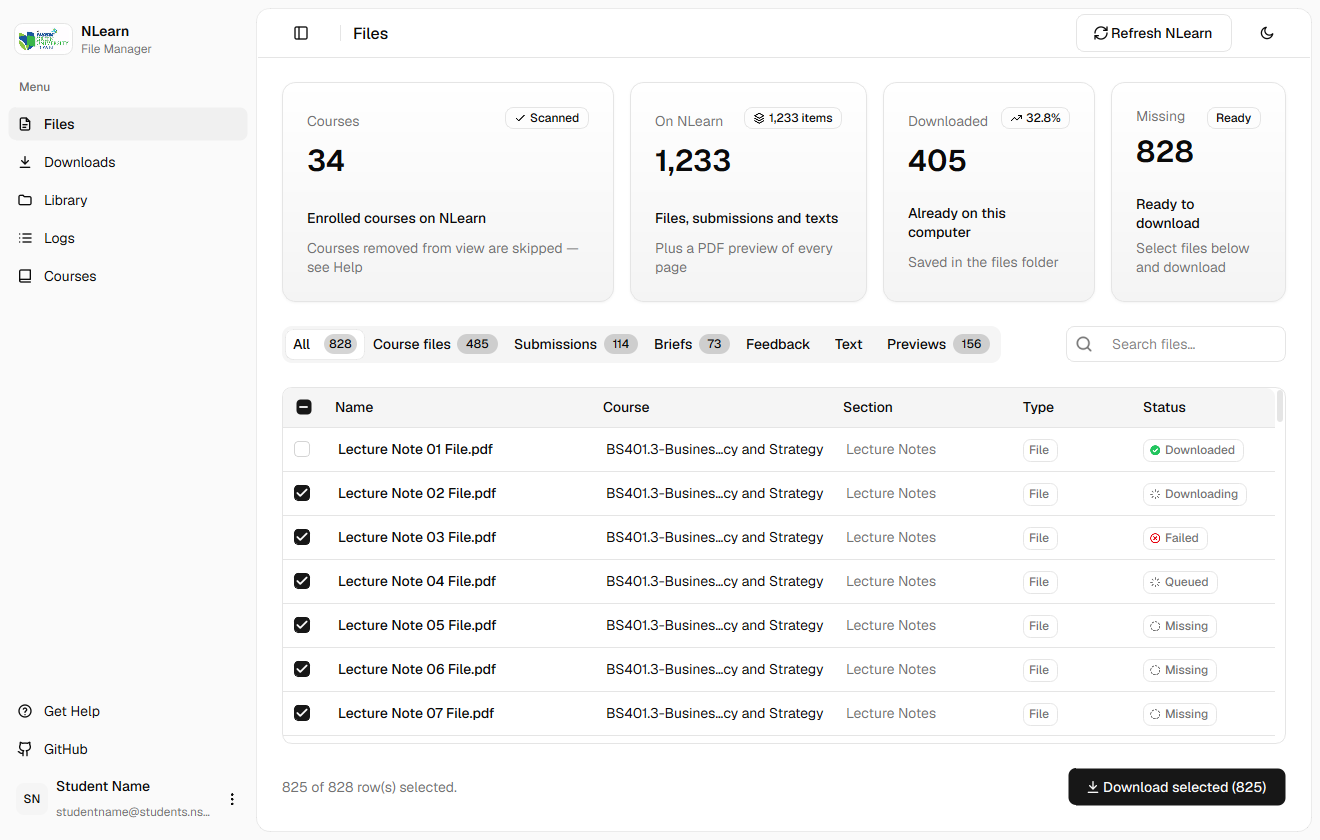 NLearn
File Manager
Menu
Files
Downloads
Library
Logs
Courses
Get Help
GitHub
SN
Student Name
studentname@students.ns...
Files
Refresh NLearn
Courses
Scanned
34
Enrolled courses on NLearn
Courses removed from view are skipped —
see Help
On NLearn
1,233 items
1,233
Files, submissions and texts
Plus a PDF preview of every
page
Downloaded
32.8%
405
Already on this
computer
Saved in the files folder
Missing
Ready
828
Ready to
download
Select files below
and download
All 828 Course files 485 Submissions 114 Briefs 73 Feedback Text Previews 156
Search files...
Name Course Section Type Status
Lecture Note 01 File.pdf BS401.3-Busines...cy and Strategy Lecture Notes File Downloaded
Lecture Note 02 File.pdf BS401.3-Busines...cy and Strategy Lecture Notes File Downloading
Lecture Note 03 File.pdf BS401.3-Busines...cy and Strategy Lecture Notes File Failed
Lecture Note 04 File.pdf BS401.3-Busines...cy and Strategy Lecture Notes File Queued
Lecture Note 05 File.pdf BS401.3-Busines...cy and Strategy Lecture Notes File Missing
Lecture Note 06 File.pdf BS401.3-Busines...cy and Strategy Lecture Notes File Missing
Lecture Note 07 File.pdf BS401.3-Busines...cy and Strategy Lecture Notes File Missing
825 of 828 row(s) selected.
Download selected (825)